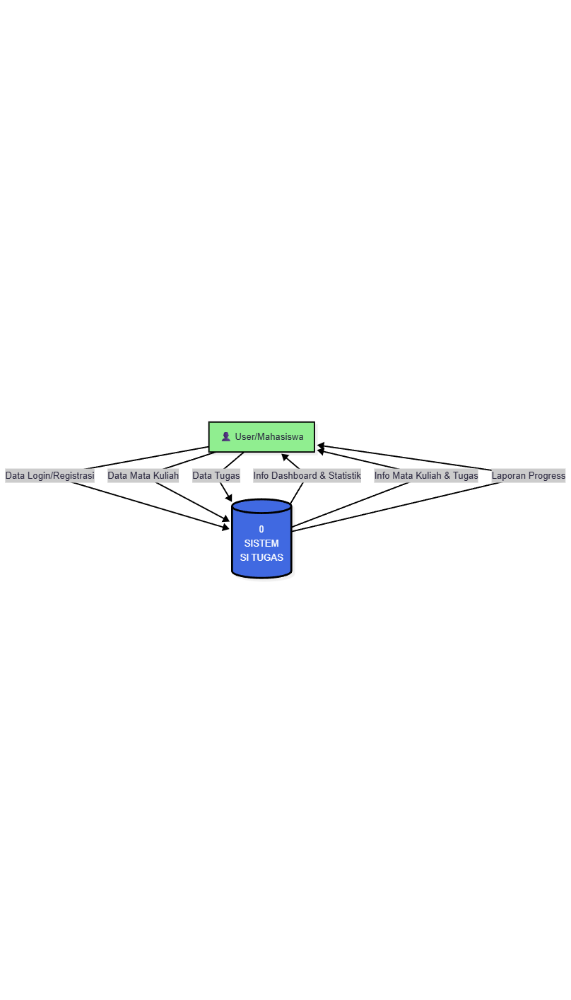 User/Mahasiswa
Data Login/Registrasi
Data Mata Kuliah
Data Tugas
Info Dashboard & Statistik
Info Mata Kuliah & Tugas
Laporan Progress
0
SISTEM
SI TUGAS